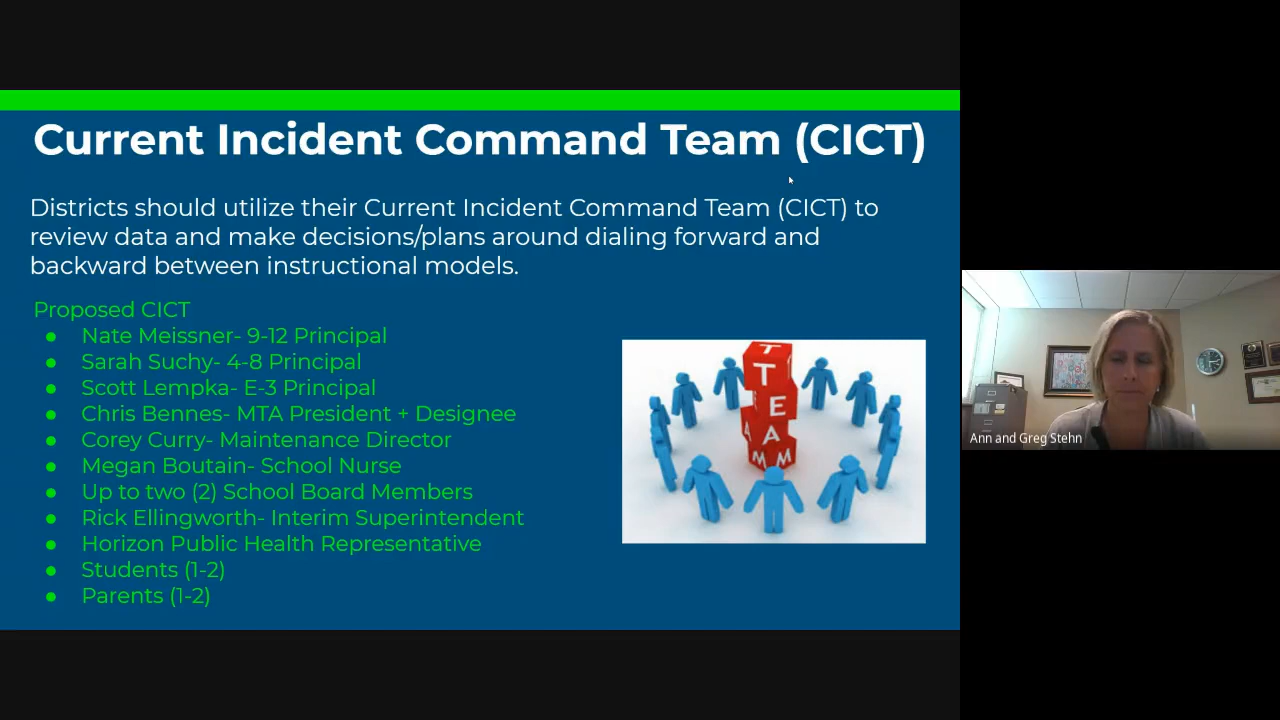 Current Incident Command Team (CICT)
Districts should utilize their Current Incident Command Team (CICT) to
review data and make decisions/plans around dialing forward and
backward between instructional models.
Proposed CICT
● Nate Meissner- 9-12 Principal
● Sarah Suchy- 4-8 Principal
● Scott Lempka- E-3 Principal
● Chris Bennes- MTA President + Designee
● Corey Curry- Maintenance Director
● Megan Boutain- School Nurse
● Up to two (2) School Board Members
● Rick Ellingworth- Interim Superintendent
● Horizon Public Health Representative
● Students (1-2)
● Parents (1-2)
T
T
E
A
A
M M
Ann and Greg Stehn